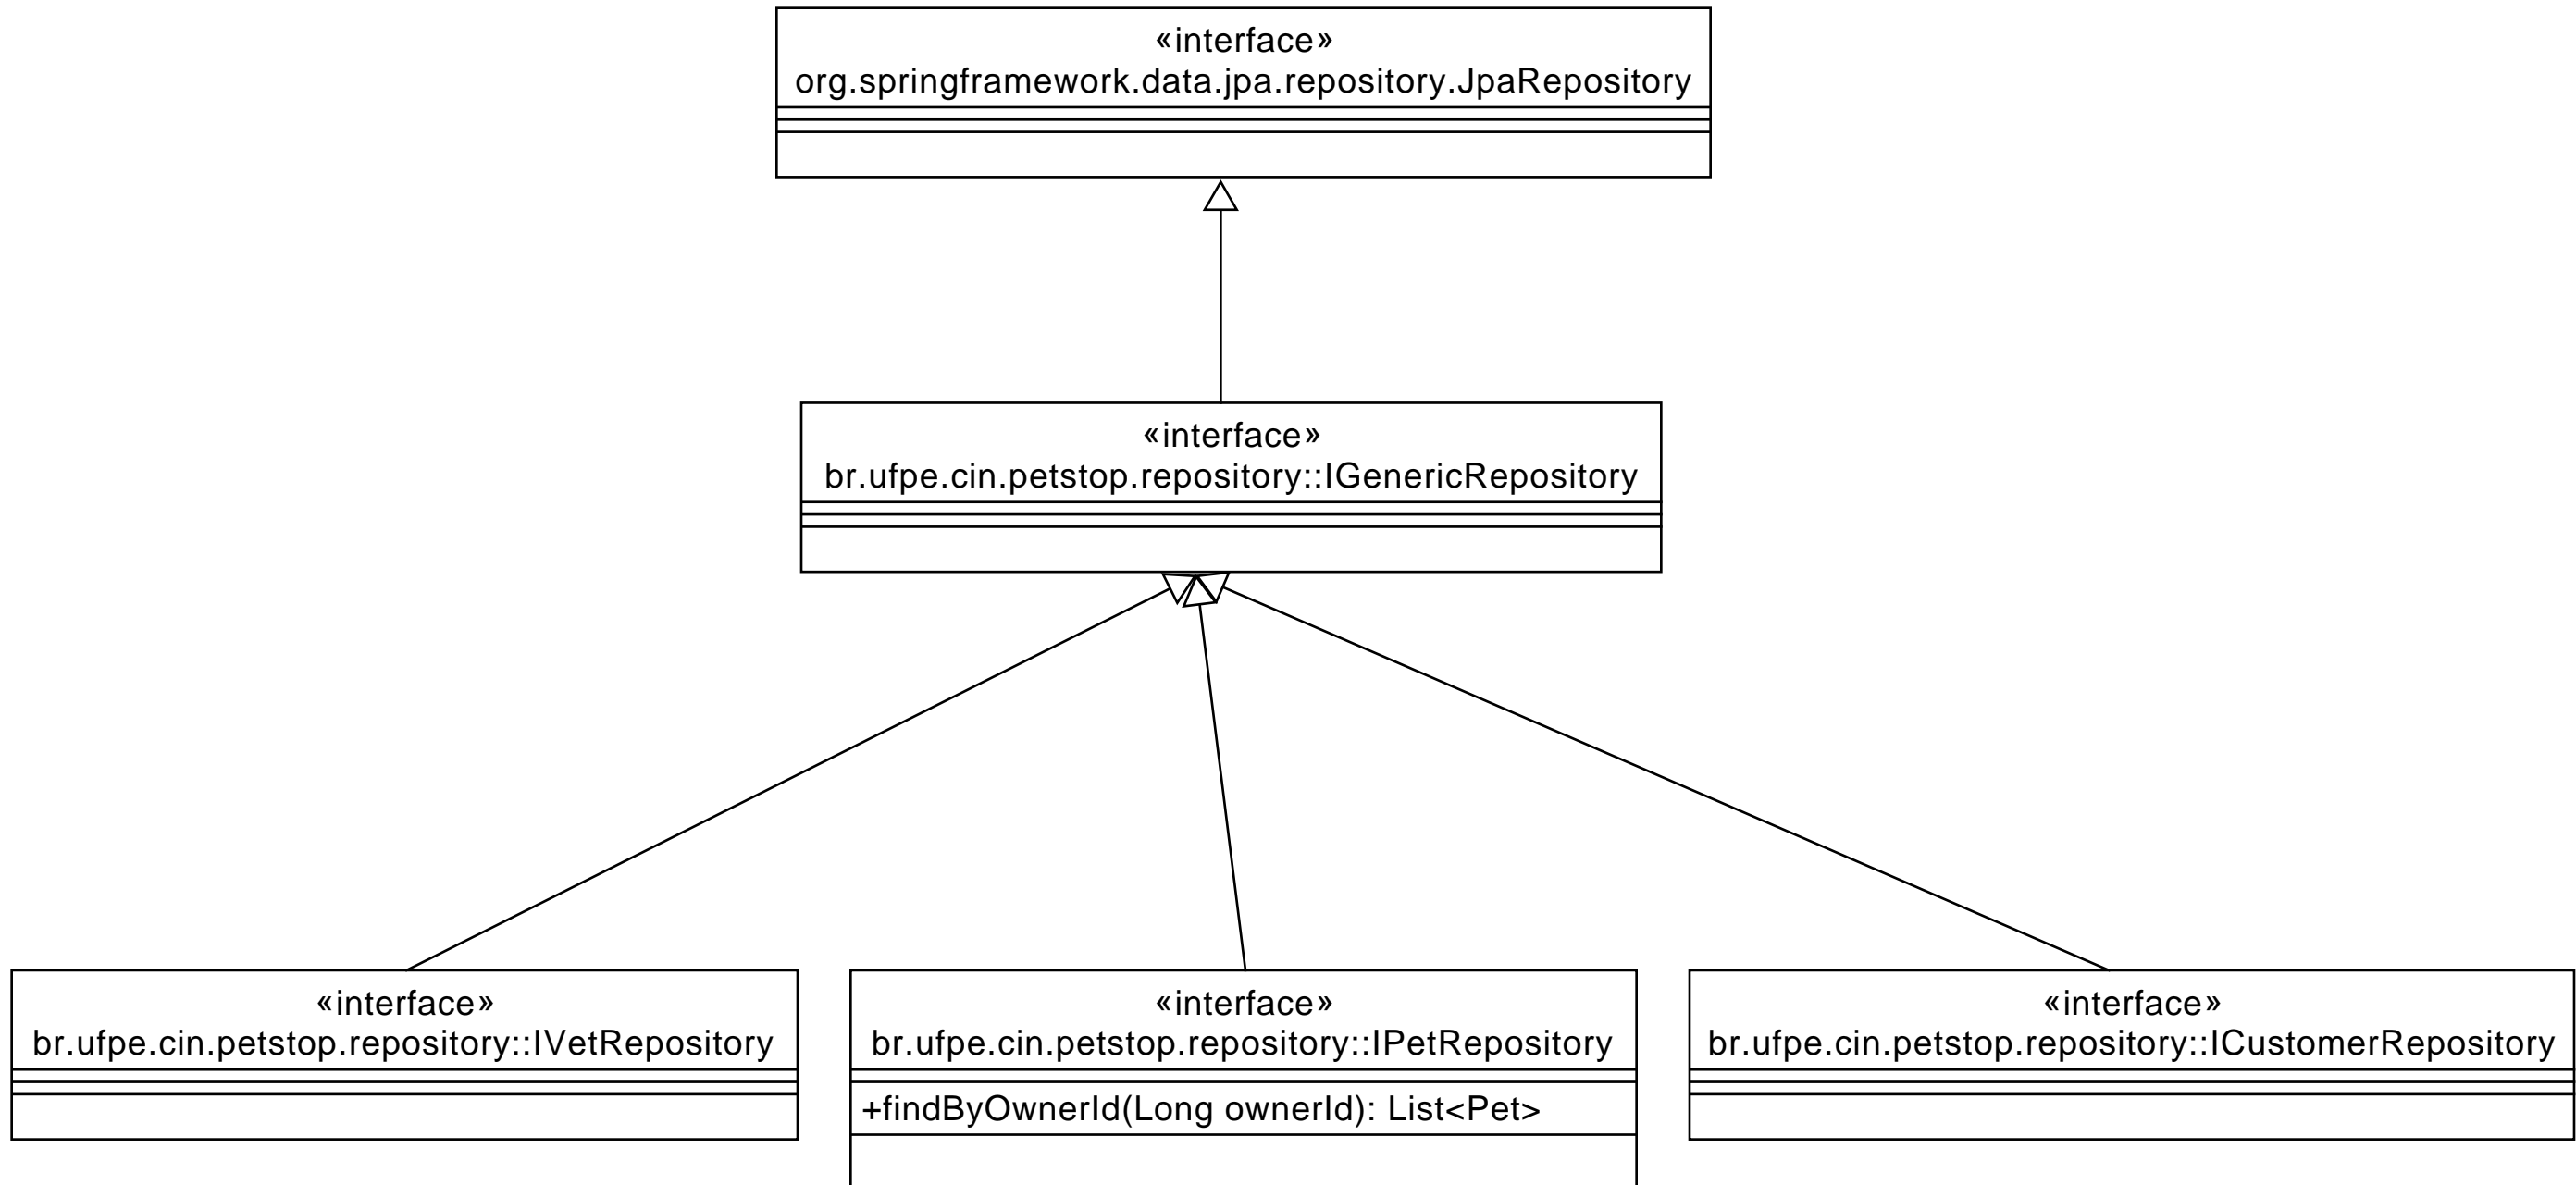 «interface»
org.springframework.data.jpa.repository.JpaRepository
«interface»
br.ufpe.cin.petstop.repository::IGenericRepository
«interface»
br.ufpe.cin.petstop.repository::IVetRepository
«interface»
br.ufpe.cin.petstop.repository::IPetRepository
+findByOwnerId(Long ownerId): List<Pet>
«interface»
br.ufpe.cin.petstop.repository::ICustomerRepository